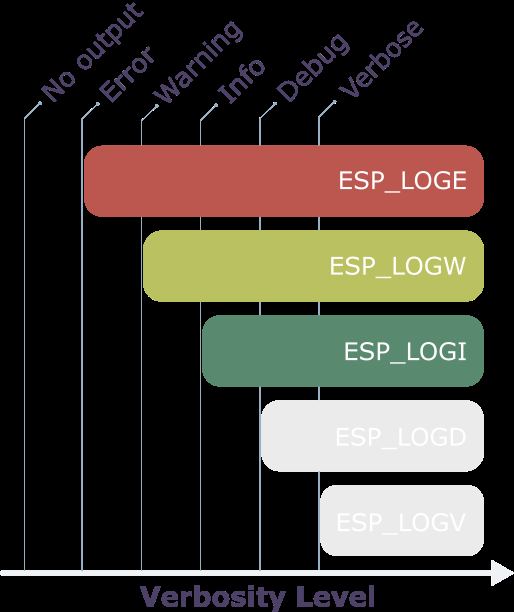 No output
Error
Warning
Info
Debug
Verbose
ESP_LOGE
ESP_LOGW
ESP_LOGI
ESP_LOGD
ESP_LOGV
Verbosity Level